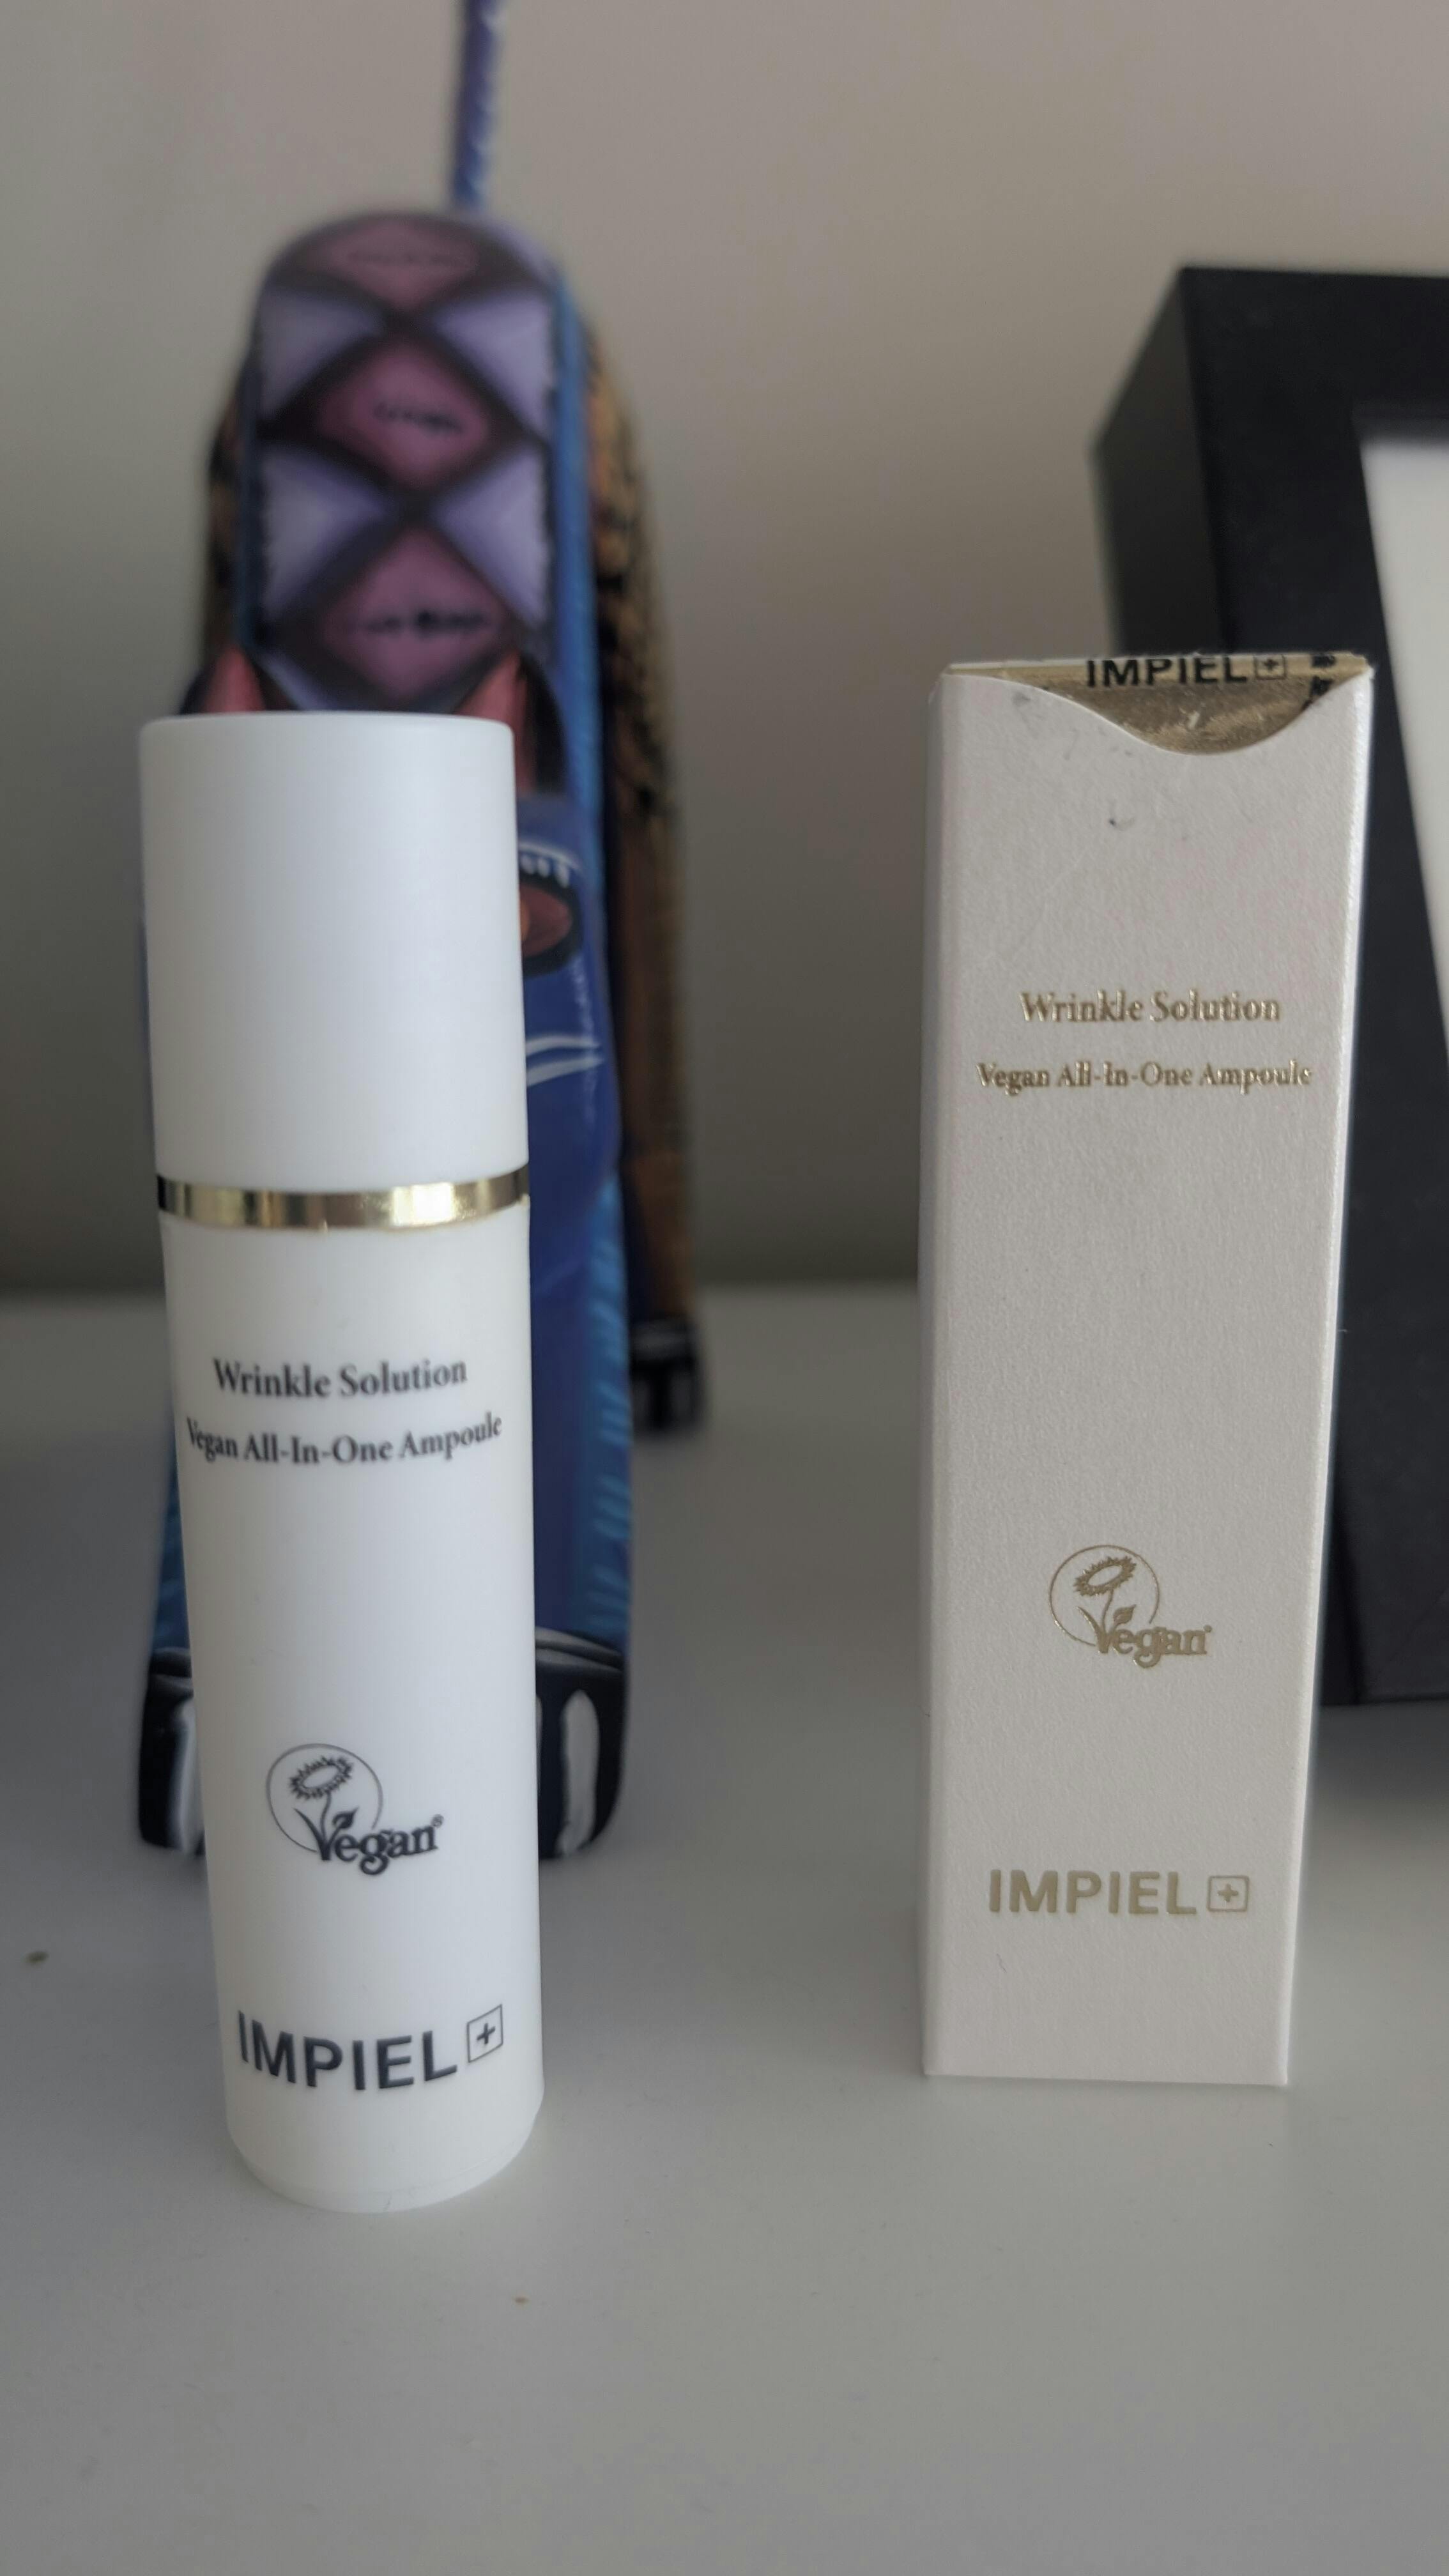 Wrinkle Solution
Vegan All-In-One Ampoule
Vegan®
IMPIEL+
IMPIEL+
Wrinkle Solution
Vegan All-In-One Ampoule
Vegan
IMPIEL+